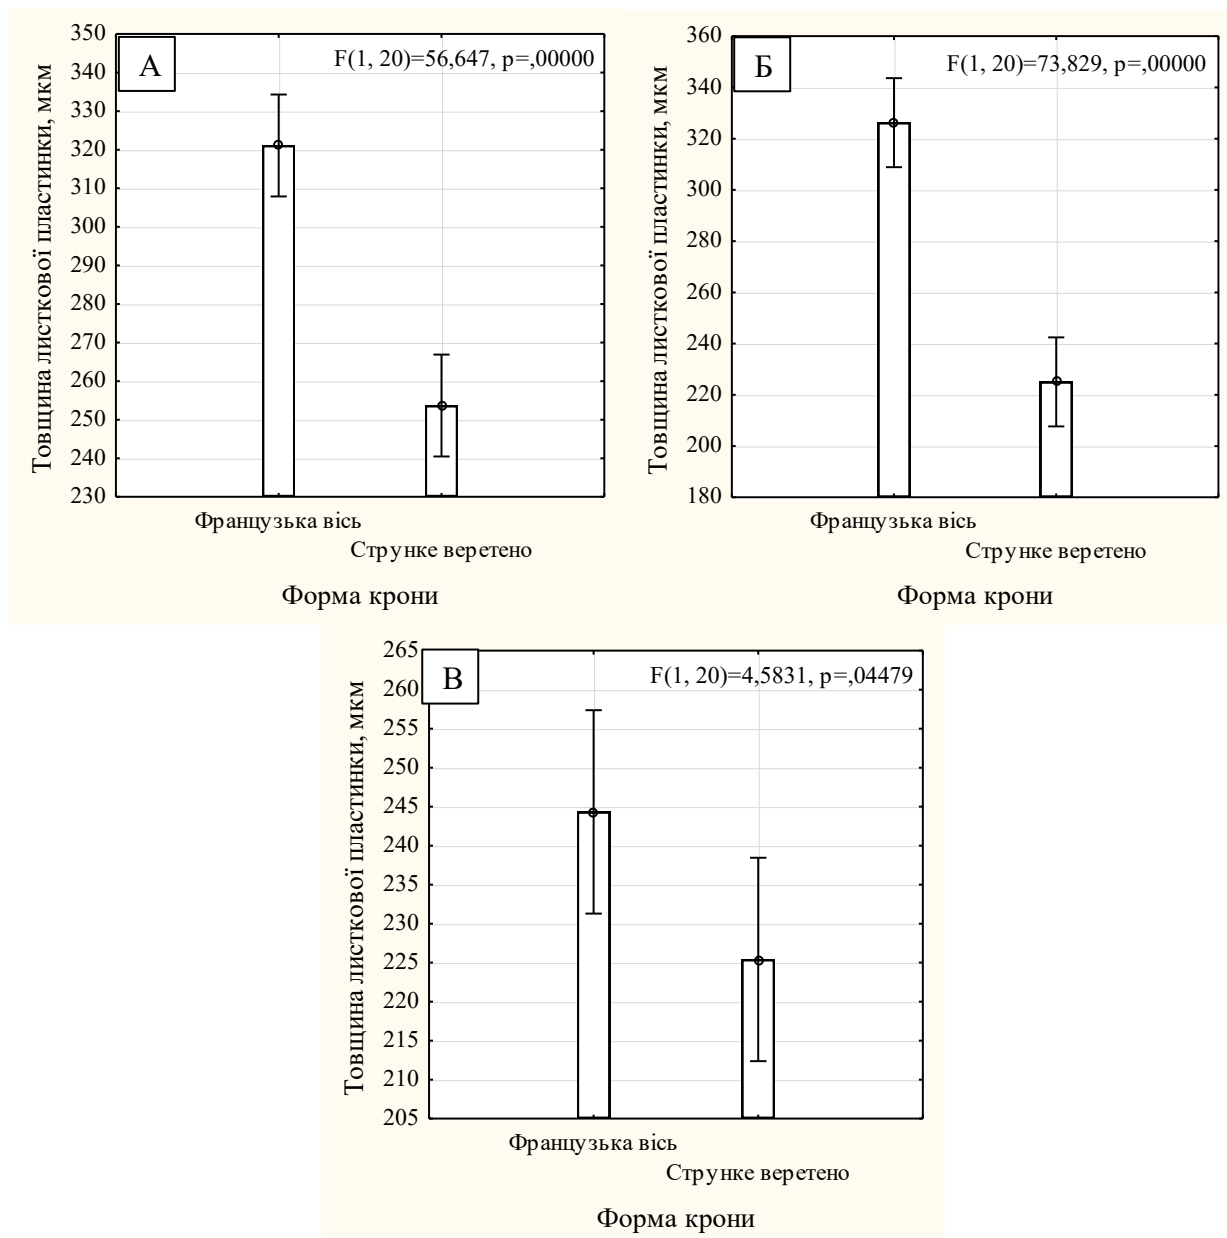 А
F(1, 20)=56,647, p=,00000
Товщина листкової пластинки, мкм
350
340
330
320
310
300
290
280
270
260
250
240
230
Французька вісь
Струнке веретено
Форма крони
Б
F(1, 20)=73,829, p=,00000
Товщина листкової пластинки, мкм
360
340
320
300
280
260
240
220
200
180
Французька вісь
Струнке веретено
Форма крони
В
F(1, 20)=4,5831, p=,04479
Товщина листкової пластинки, мкм
265
260
255
250
245
240
235
230
225
220
215
210
205
Французька вісь
Струнке веретено
Форма крони